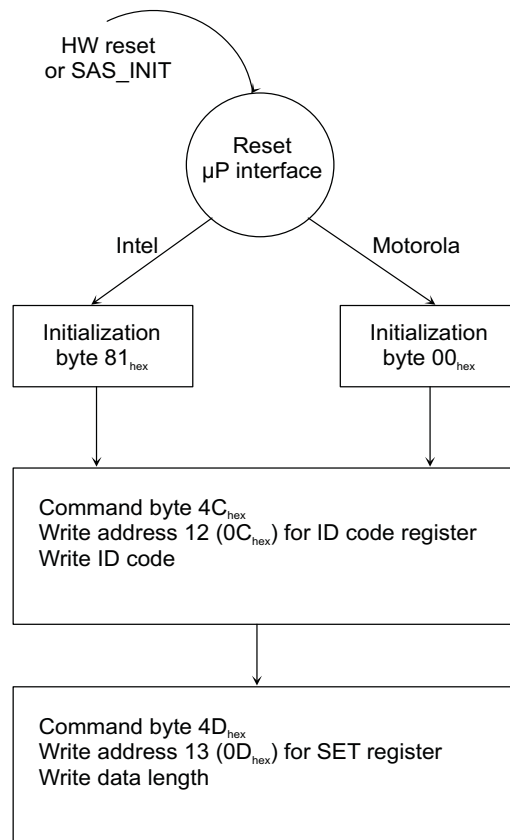 HW reset
or SAS_INIT
Reset
µP interface
Intel
Motorola
Initialization
byte 81hex
Initialization
byte 00hex
Command byte 4Chex
Write address 12 (0Chex) for ID code register
Write ID code
Command byte 4Dhex
Write address 13 (0Dhex) for SET register
Write data length